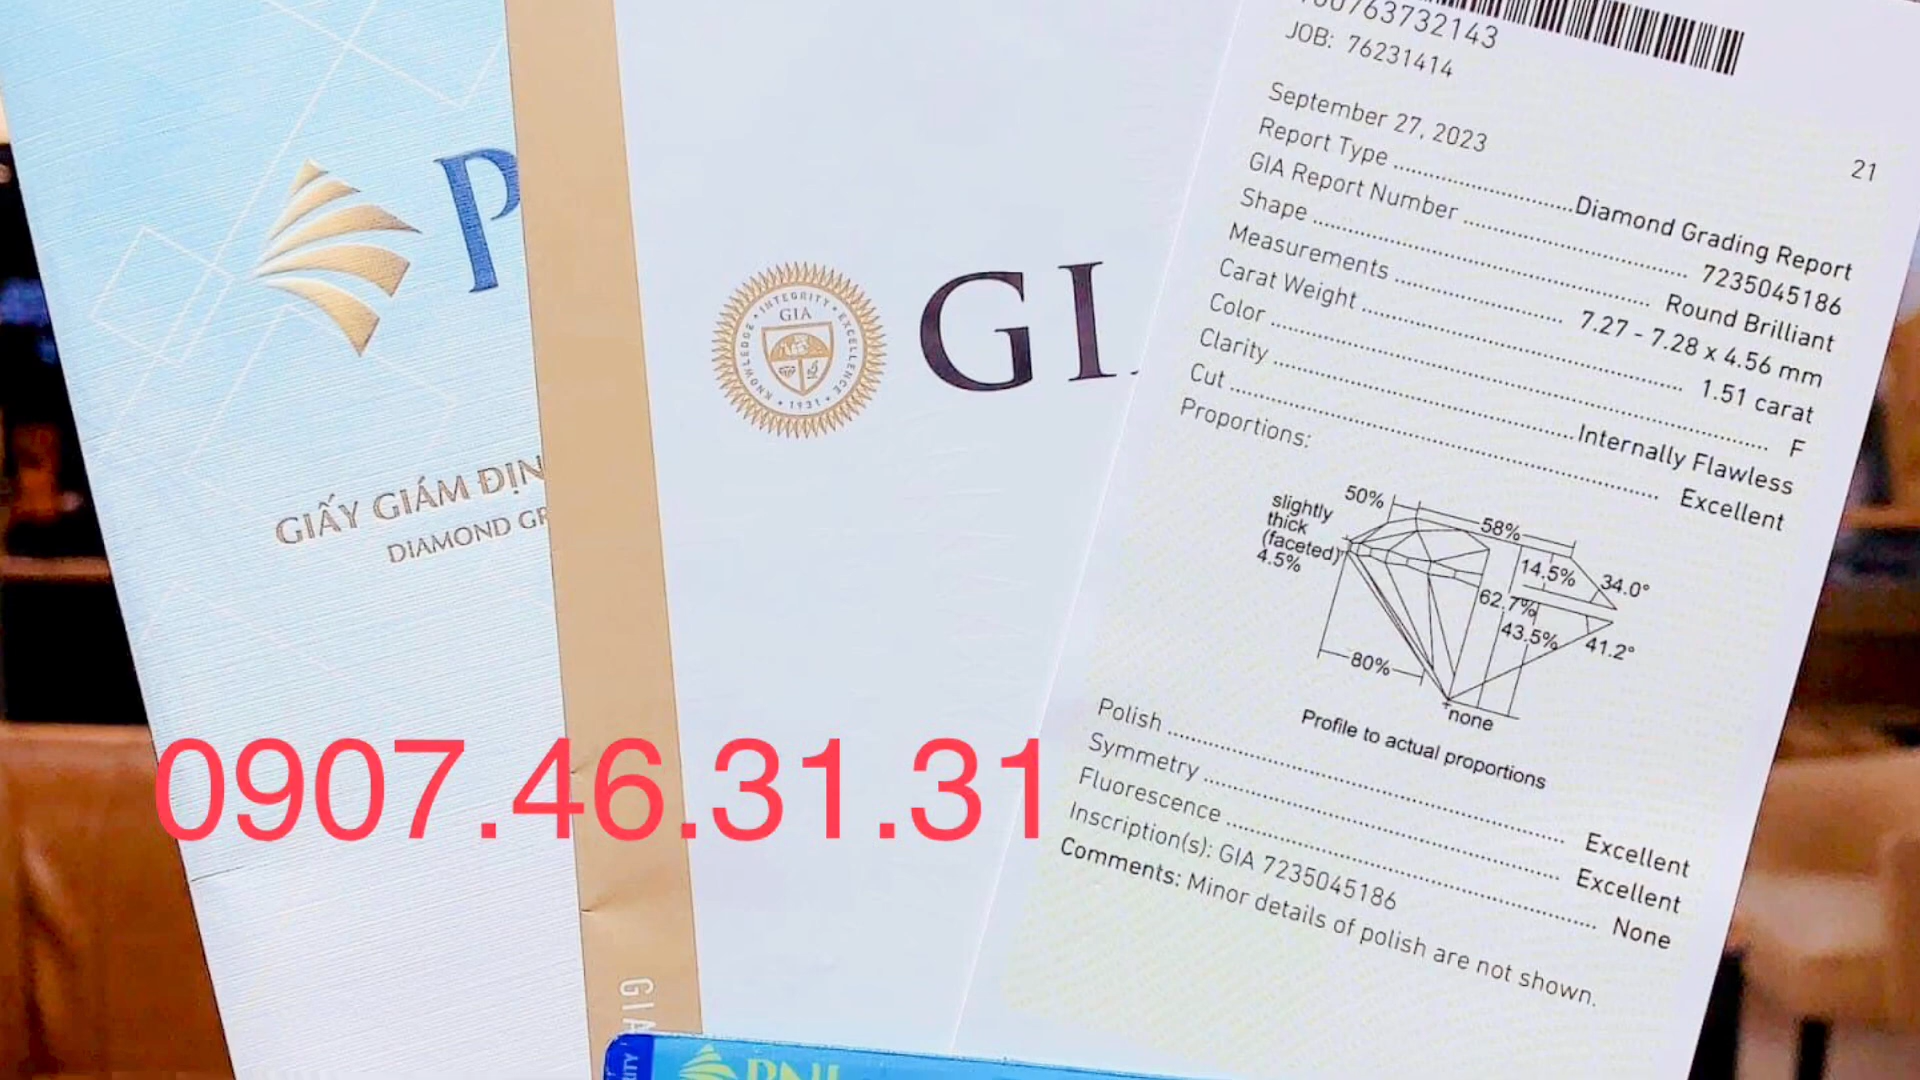 GIẤY GIÁM ĐỊN
DIAMOND GR
KNOWLEDGE • INTEGRITY • EXCELLENCE
GIA
• 1931 •
GI
GIA
0907.46.31.31
PNJ
763732143
JOB: 76231414
September 27, 2023
21
Report Type Diamond Grading Report
GIA Report Number 7235045186
Shape Round Brilliant
Measurements 7.27 - 7.28 x 4.56 mm
Carat Weight 1.51 carat
Color F
Clarity Internally Flawless
Cut Excellent
Proportions:
50%
58%
slightly
thick
(faceted)
4.5%
14.5%
34.0°
62.7%
43.5%
41.2°
80%
none
Profile to actual proportions
Polish Excellent
Symmetry Excellent
Fluorescence None
Inscription(s): GIA 7235045186
Comments: Minor details of polish are not shown.